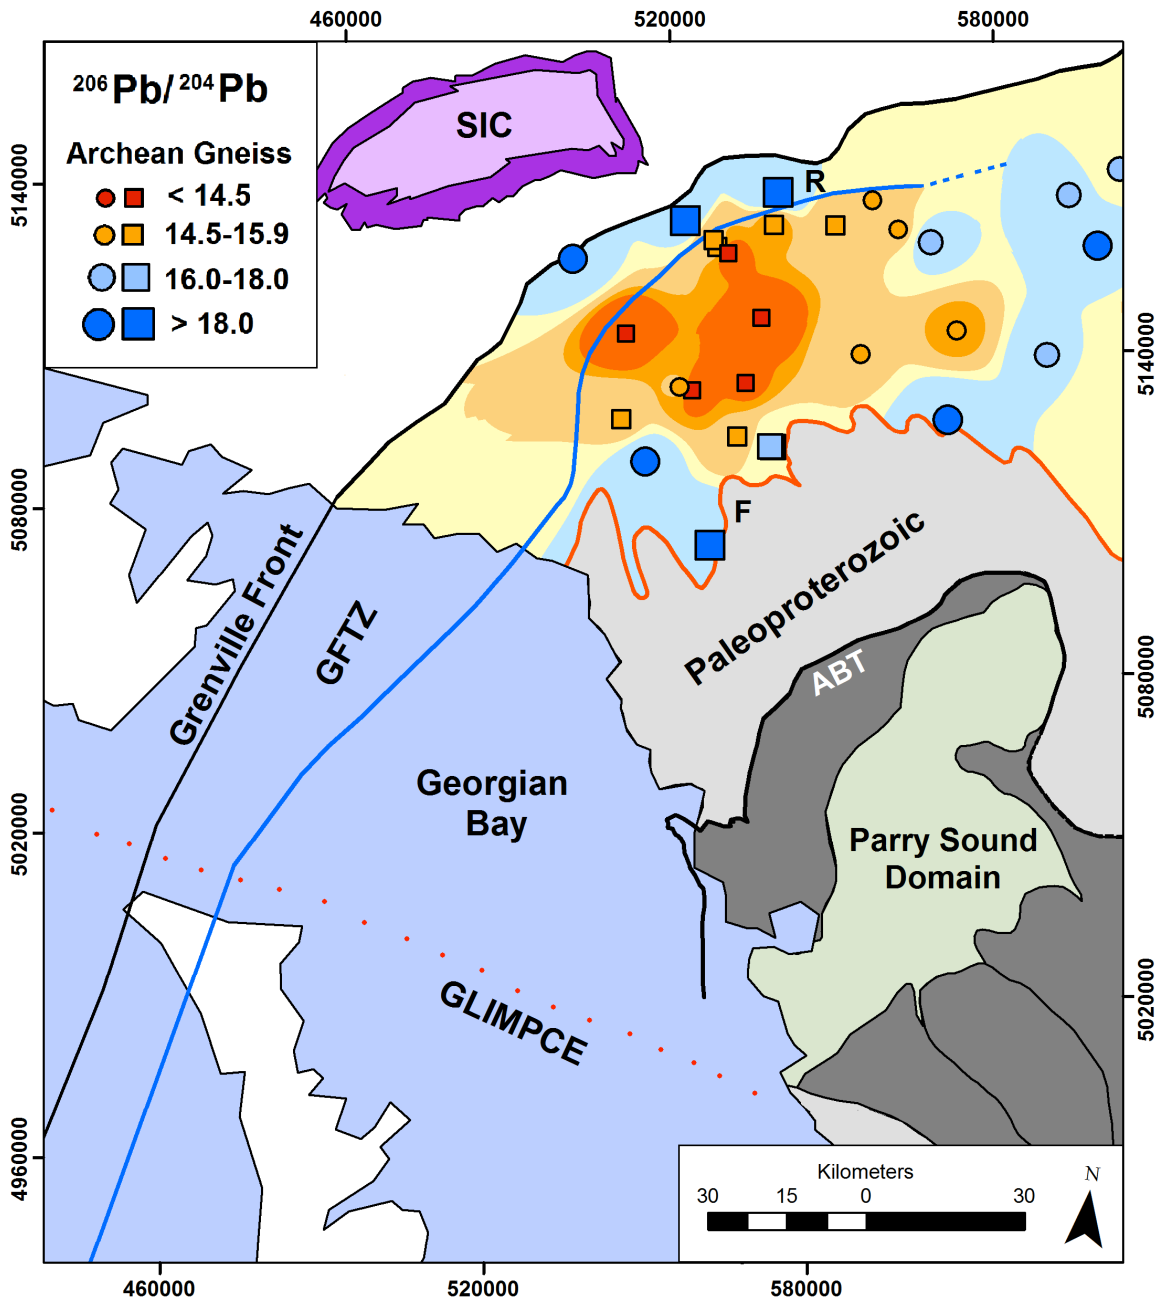 460000
520000
580000
206Pb/ 204Pb
Archean Gneiss
< 14.5
14.5-15.9
16.0-18.0
> 18.0
SIC
R
5140000
5140000
5080000
F
Grenville Front
GFTZ
Paleoproterozoic
ABT
5080000
Georgian
Bay
5020000
Parry Sound
Domain
GLIMPCE
5020000
4960000
Kilometers
30
15
0
30
N
460000
520000
580000